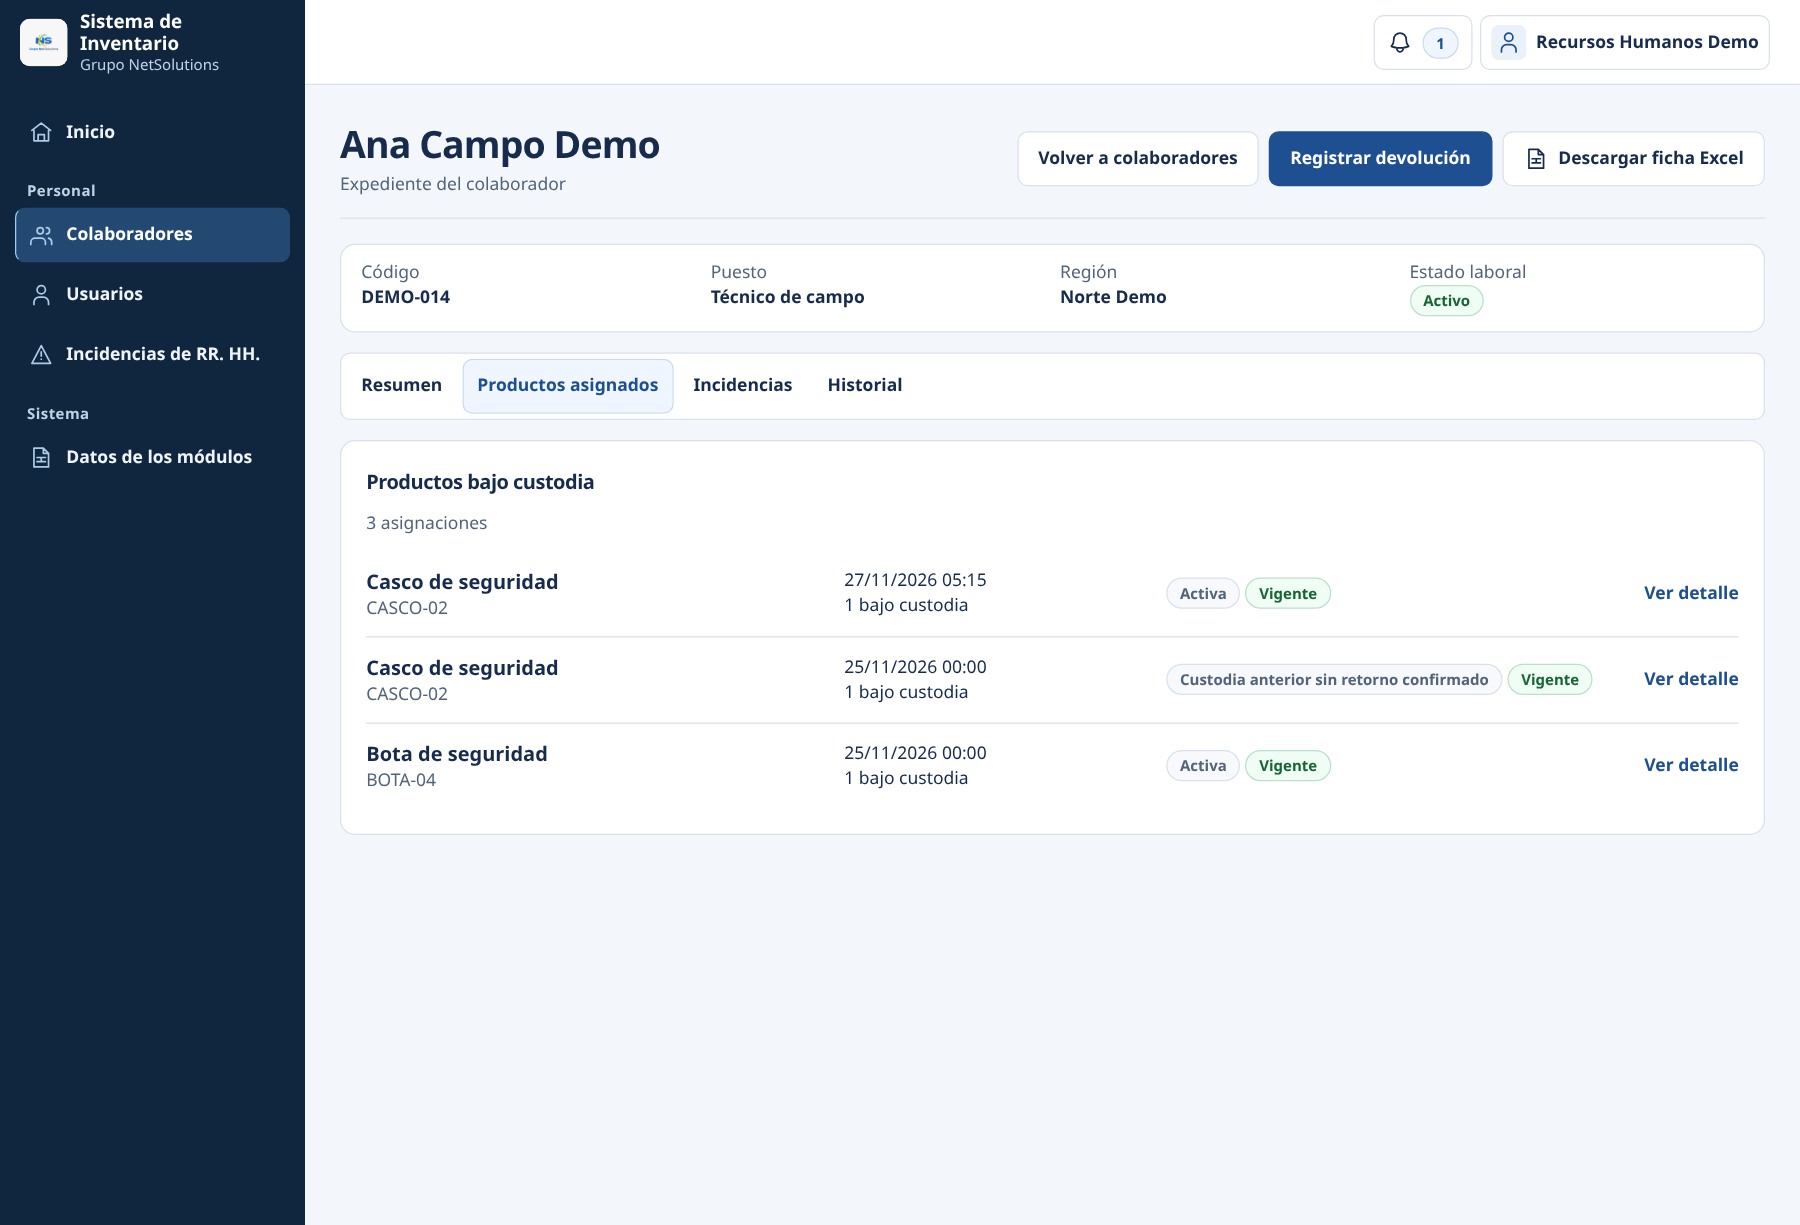 Sistema de
Inventario
Grupo NetSolutions
Inicio
Personal
Colaboradores
Usuarios
Incidencias de RR. HH.
Sistema
Datos de los módulos
1
Recursos Humanos Demo
Ana Campo Demo
Expediente del colaborador
Volver a colaboradores
Registrar devolución
Descargar ficha Excel
Código
DEMO-014
Puesto
Técnico de campo
Región
Norte Demo
Estado laboral
Activo
Resumen
Productos asignados
Incidencias
Historial
Productos bajo custodia
3 asignaciones
Casco de seguridad
CASCO-02
27/11/2026 05:15
1 bajo custodia
Activa
Vigente
Ver detalle
Casco de seguridad
CASCO-02
25/11/2026 00:00
1 bajo custodia
Custodia anterior sin retorno confirmado
Vigente
Ver detalle
Bota de seguridad
BOTA-04
25/11/2026 00:00
1 bajo custodia
Activa
Vigente
Ver detalle